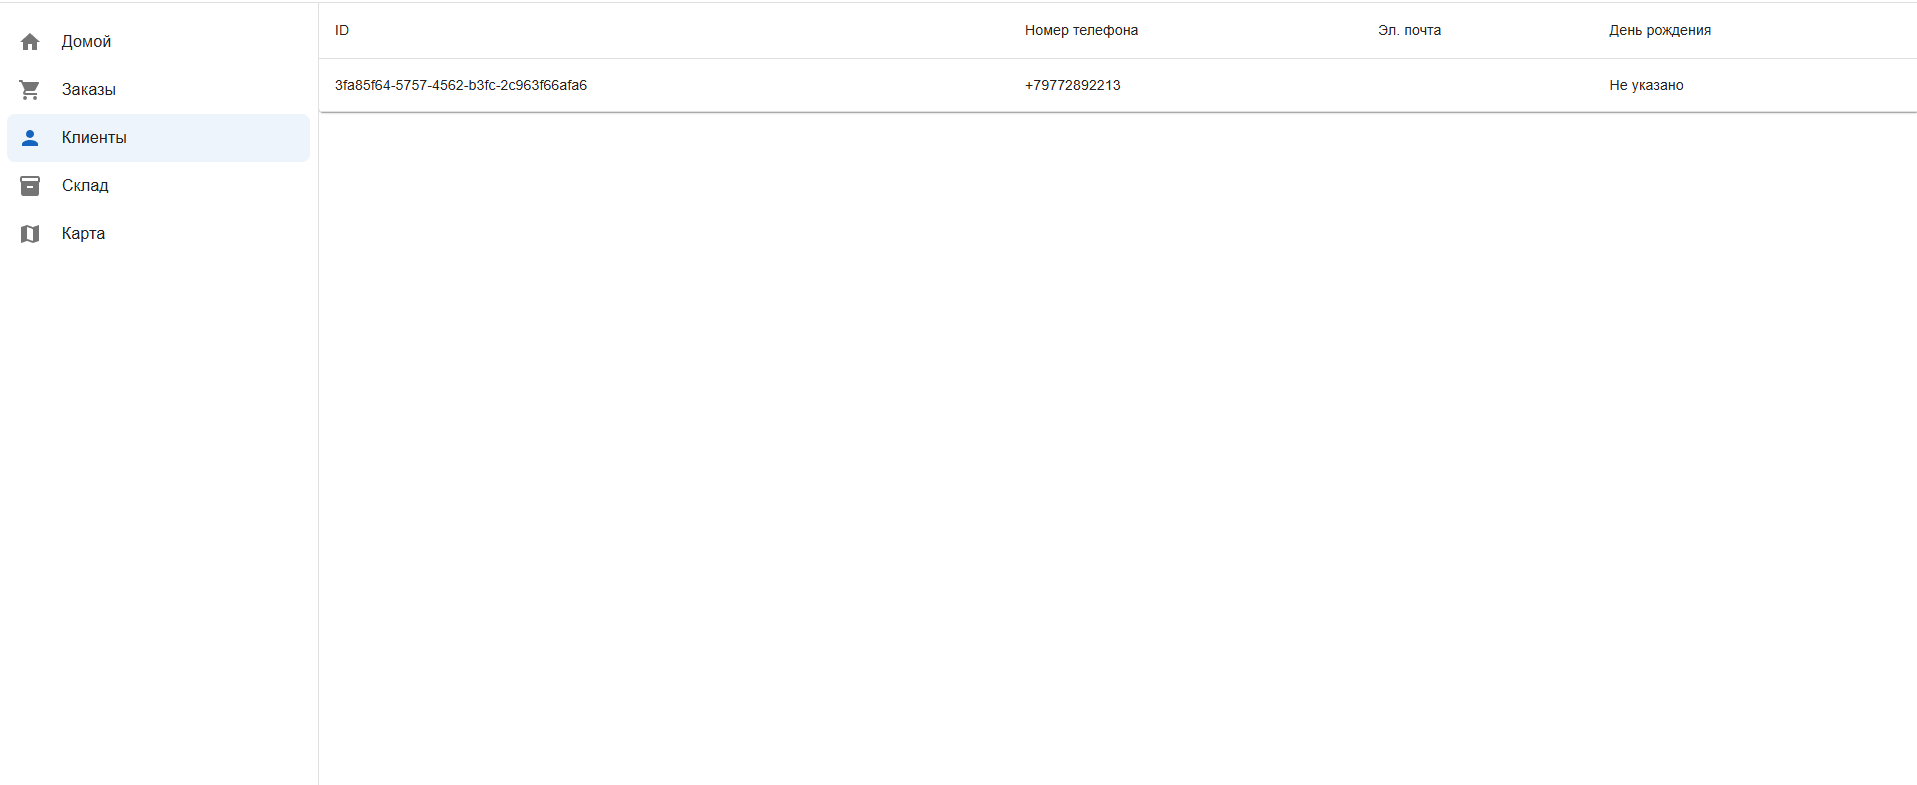 Домой
Заказы
Клиенты
Склад
Карта
ID Номер телефона Эл. почта День рождения
3fa85f64-5757-4562-b3fc-2c963f66afa6 +79772892213 Не указано